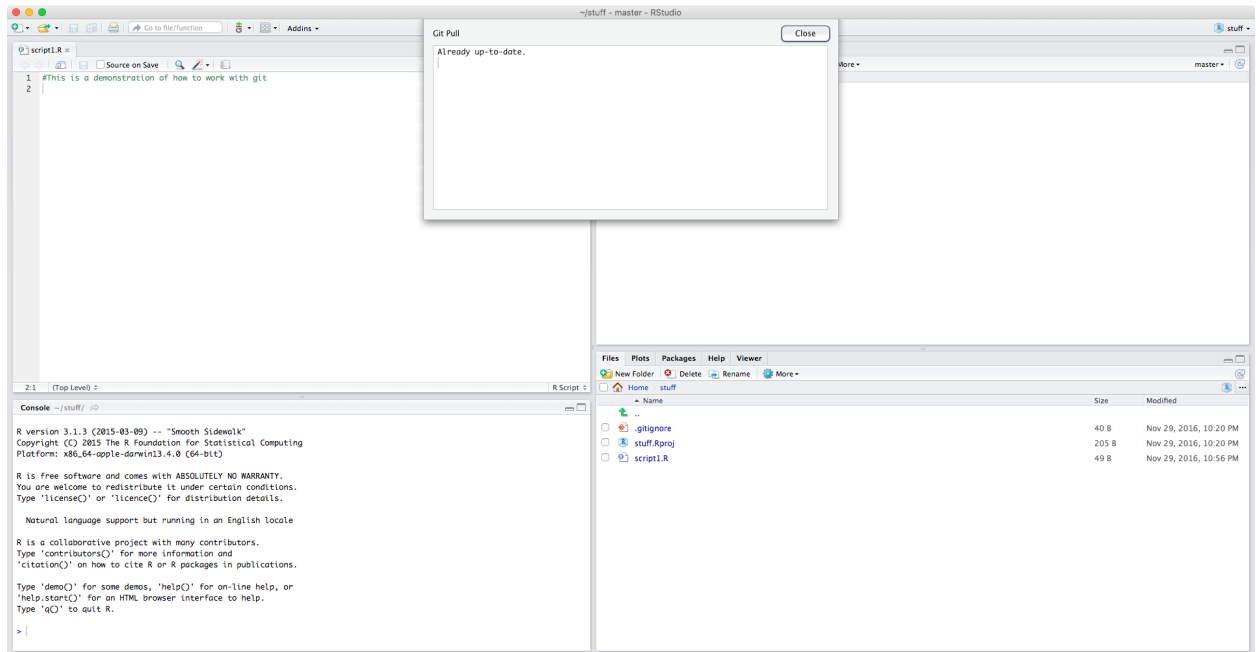 ~/stuff - master - RStudio
Go to file/function
Addins
stuff
script1.R
Source on Save
1 #This is a demonstration of how to work with git
2
2:1 (Top Level) R Script
Git Pull Close
Already up-to-date.
More
master
Console ~/stuff/
R version 3.1.3 (2015-03-09) -- "Smooth Sidewalk"
Copyright (C) 2015 The R Foundation for Statistical Computing
Platform: x86_64-apple-darwin13.4.0 (64-bit)
R is free software and comes with ABSOLUTELY NO WARRANTY.
You are welcome to redistribute it under certain conditions.
Type 'license()' or 'licence()' for distribution details.
Natural language support but running in an English locale
R is a collaborative project with many contributors.
Type 'contributors()' for more information and
'citation()' on how to cite R or R packages in publications.
Type 'demo()' for some demos, 'help()' for on-line help, or
'help.start()' for an HTML browser interface to help.
Type 'q()' to quit R.
>
Files Plots Packages Help Viewer
New Folder Delete Rename More
Home stuff
Name Size Modified
..
.gitignore 40 B Nov 29, 2016, 10:20 PM
stuff.Rproj 205 B Nov 29, 2016, 10:20 PM
script1.R 49 B Nov 29, 2016, 10:56 PM